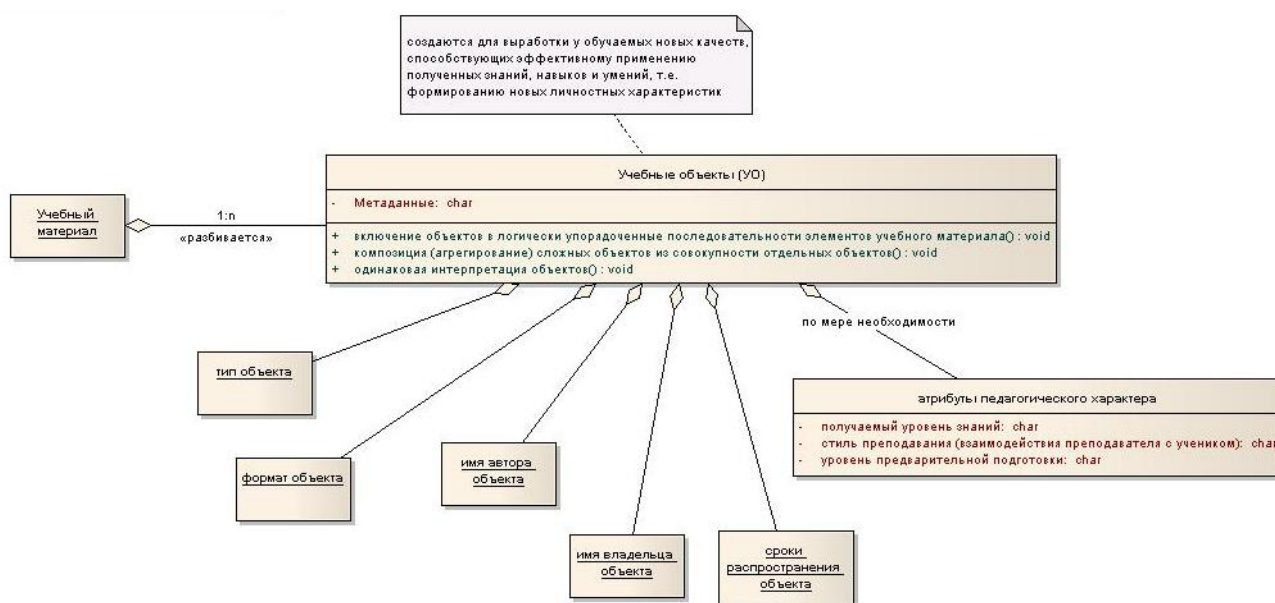 создаются для выработки у обучаемых новых качеств,
способствующих эффективному применению
полученных знаний, навыков и умений, т.е.
формированию новых личностных характеристик
Учебные объекты (УО)
- Метаданные: char
+ включение объектов в логически упорядоченные последовательности элементов учебного материала() : void
+ композиция (агрегирование) сложных объектов из совокупности отдельных объектов() : void
+ одинаковая интерпретация объектов() : void
Учебный
материал
1:n
«разбивается»
по мере необходимости
тип объекта
атрибуты педагогического характера
- получаемый уровень знаний: char
- стиль преподавания (взаимодействия преподавателя с учеником): char
- уровень предварительной подготовки: char
формат объекта
имя автора
объекта
имя владельца
объекта
сроки
распространения
объекта